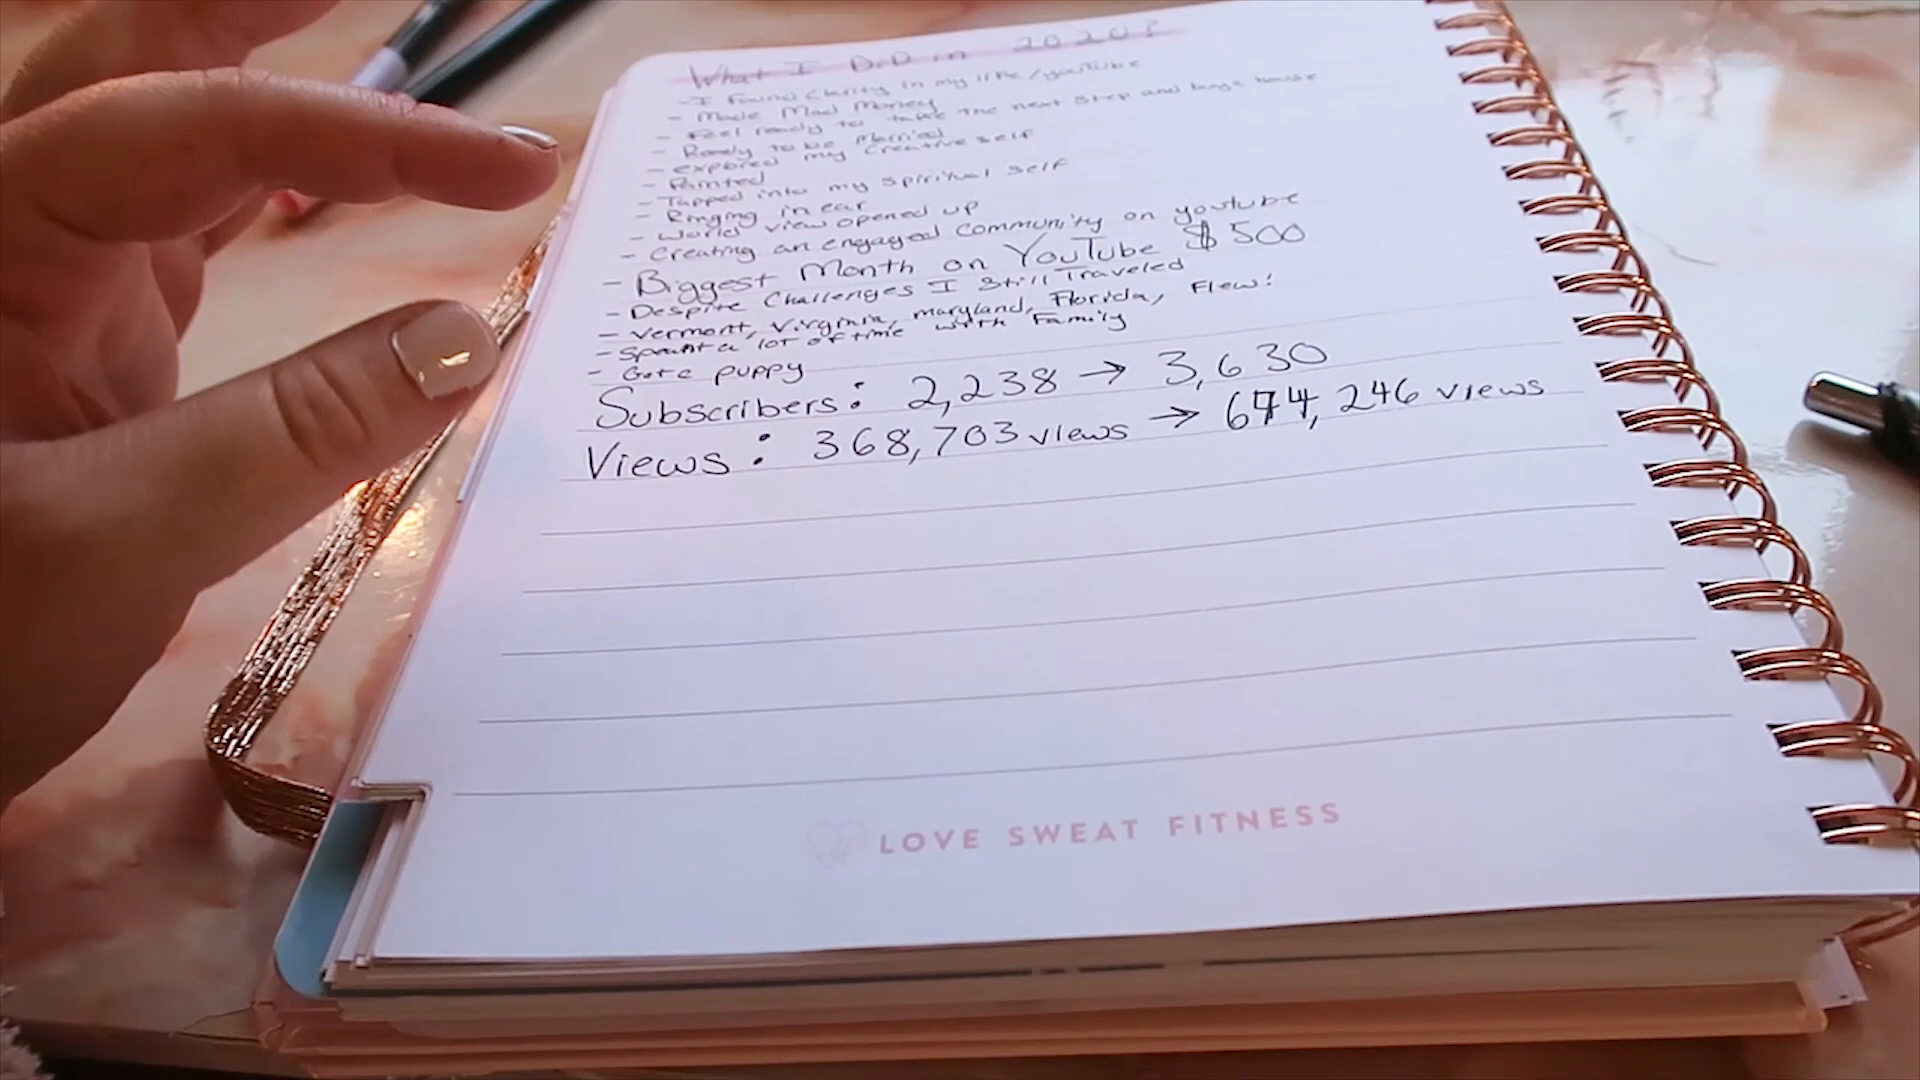 What I DiD in 2020?
- I found clarity in my life/youTube
- Made Mad Money
- Feel ready to take the next step and buy a house
- Ready to be Married
- explored my Creative self
- Painted
- Tapped into my spiritual self
- Ringing in ear
- World view opened up
- Creating an engaged Community on youtube
- Biggest Month on YouTube $500
- Despite Challenges I Still Traveled
- Vermont, Virginia, Maryland, Florida, Flew!
- Spent a lot of time with Family
- Got a puppy
Subscribers: 2,238 → 3,630
Views: 368,703 views → 674,246 views
LOVE SWEAT FITNESS